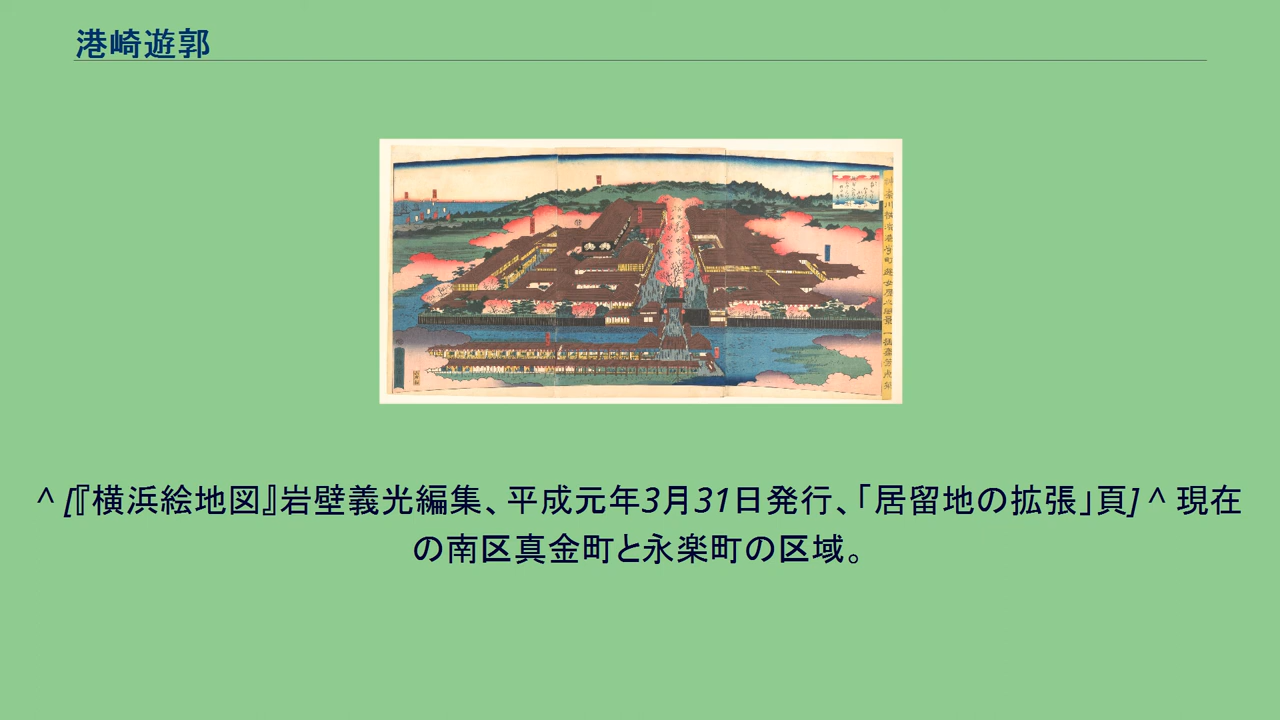 港崎遊郭
^ [『横浜絵地図』岩壁義光編集、平成元年3月31日発行、「居留地の拡張」頁] ^ 現在
の南区真金町と永楽町の区域。